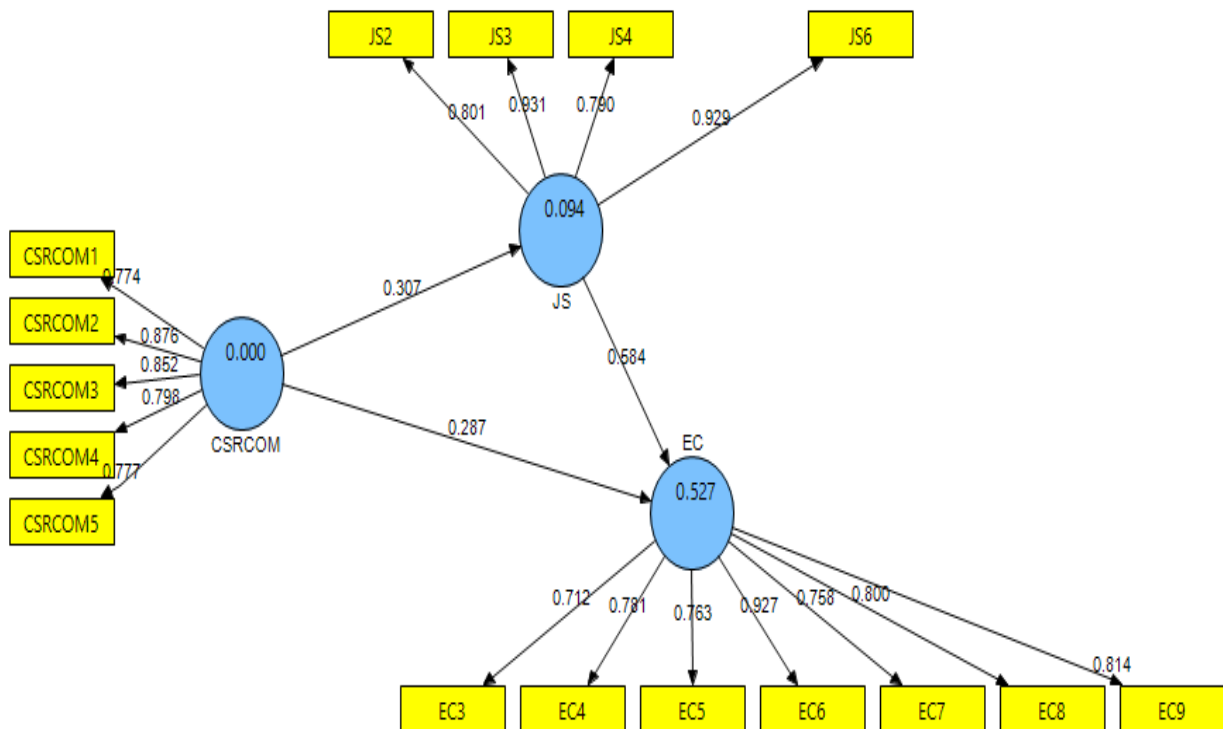 JS2 JS3 JS4 JS6
0.801 0.931 0.790 0.929
0.094
JS
CSRCOM1
0.774
CSRCOM2
0.876
CSRCOM3
0.852
CSRCOM4
0.798
CSRCOM5
0.777
0.000
CSRCOM
0.307
0.584
0.287
EC
0.527
0.712 0.781 0.763 0.927 0.758 0.800 0.814
EC3 EC4 EC5 EC6 EC7 EC8 EC9